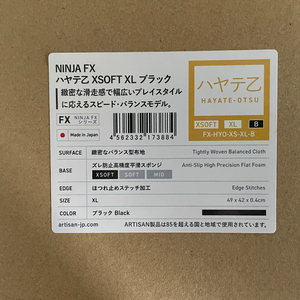 NINJA FX
ハヤテ乙 XSOFT XL ブラック
緻密な滑走感で幅広いプレイスタイル
に応えるスピード・バランスモデル。
ハヤテ乙
HAYATE-OTSU
FX NINJA FX シリーズ
Made in Japan
4562332173884
XSOFT XL B
FX-HYO-XS-XL-B
SURFACE 緻密なバランス型布地 Tightly Woven Balanced Cloth
BASE ズレ防止高精度平滑スポンジ Anti-Slip High Precision Flat Foam
XSOFT SOFT MID
EDGE ほつれ止めステッチ加工 Edge Stitches
SIZE XL 49 x 42 x 0.4cm
COLOR ブラック Black
artisan-jp.com ARTISAN製品は85を超える国と地域で使用されています。